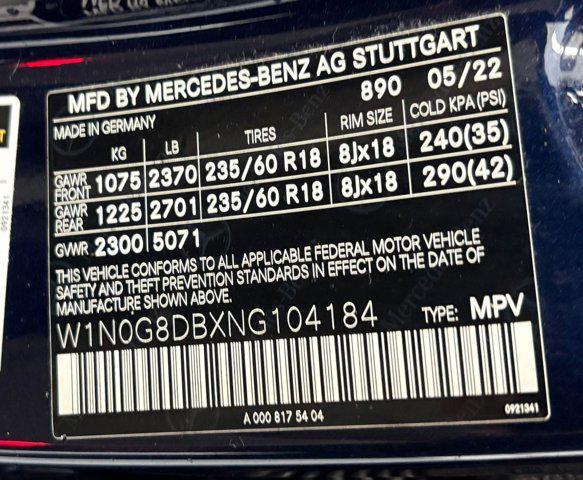 MFD BY MERCEDES-BENZ AG STUTTGART
890 05/22
MADE IN GERMANY
KG LB TIRES RIM SIZE COLD KPA(PSI)
GAWR FRONT 1075 2370 235/60 R18 8Jx18 240(35)
GAWR REAR 1225 2701 235/60 R18 8Jx18 290(42)
GVWR 2300 5071
THIS VEHICLE CONFORMS TO ALL APPLICABLE FEDERAL MOTOR VEHICLE
SAFETY AND THEFT PREVENTION STANDARDS IN EFFECT ON THE DATE OF
MANUFACTURE SHOWN ABOVE.
W1N0G8DBXNG104184 TYPE: MPV
A 000 817 54 04
0921341
0921341